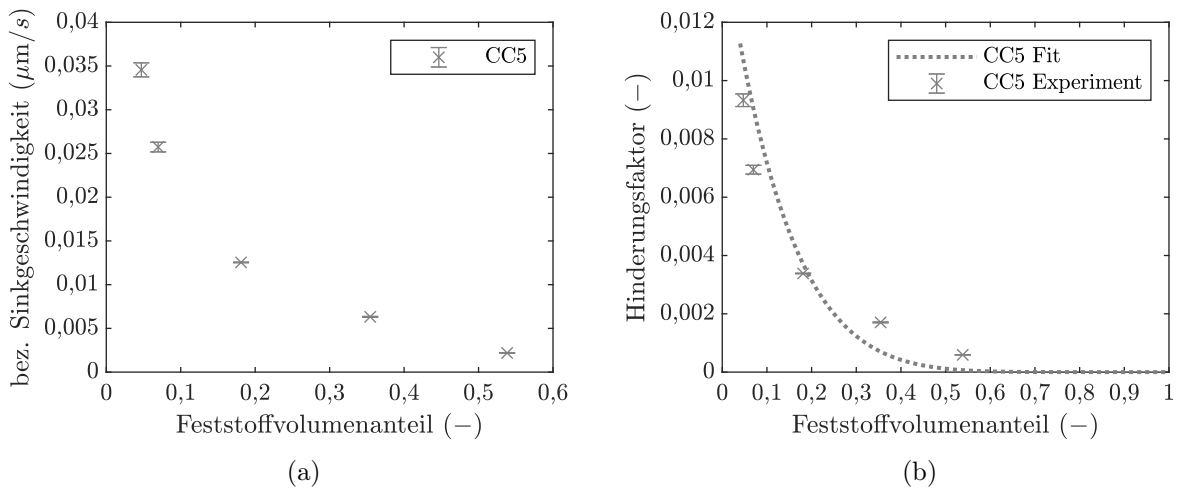 bez. Sinkgeschwindigkeit (μm/s)
0,04
0,035
0,03
0,025
0,02
0,015
0,01
0,005
0
0 0,1 0,2 0,3 0,4 0,5 0,6
Feststoffvolumenanteil (−)
CC5
(a)
Hinderungsfaktor (−)
0,012
0,01
0,008
0,006
0,004
0,002
0
0 0,1 0,2 0,3 0,4 0,5 0,6 0,7 0,8 0,9 1
Feststoffvolumenanteil (−)
CC5 Fit
CC5 Experiment
(b)